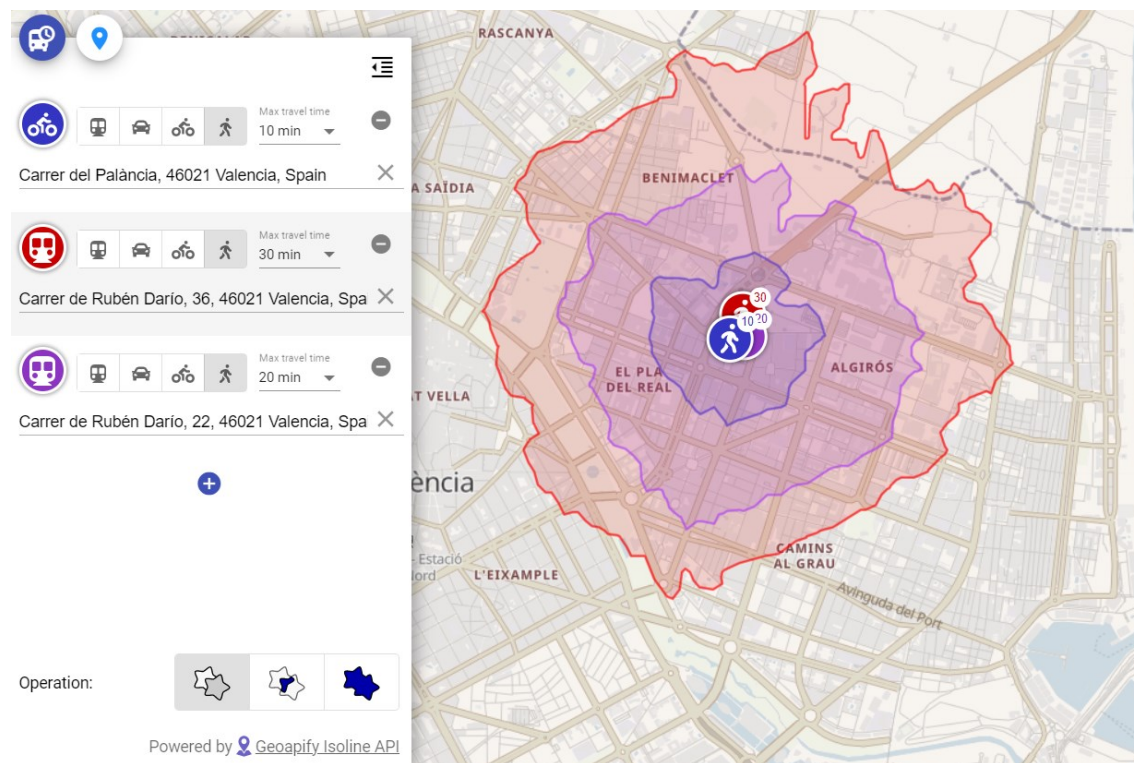 Max travel time
10 min
Carrer del Palància, 46021 Valencia, Spain
Max travel time
30 min
Carrer de Rubén Darío, 36, 46021 Valencia, Spa
Max travel time
20 min
Carrer de Rubén Darío, 22, 46021 Valencia, Spa
Operation:
Powered by Geoapify Isoline API
RASCANYA
BENIMACLET
A SAÏDIA
30
10
20
EL PLA
DEL REAL
ALGIRÓS
T VELLA
ència
- Estació
Nord
L'EIXAMPLE
CAMINS
AL GRAU
Avinguda del Port